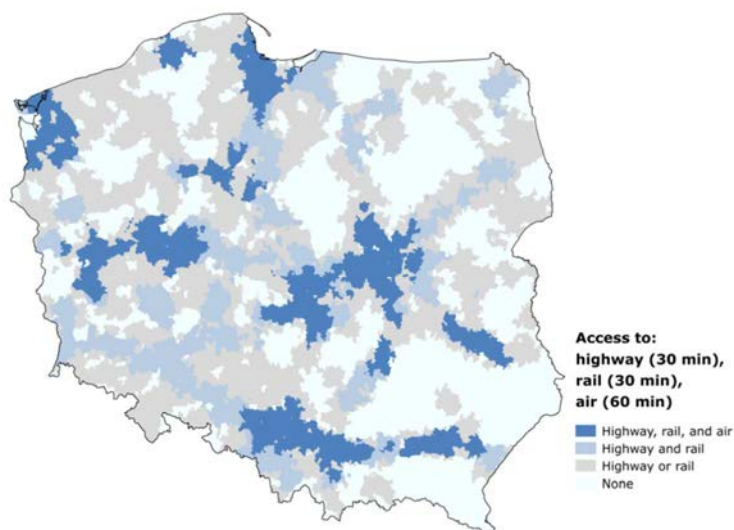 Access to:
highway (30 min),
rail (30 min),
air (60 min)
Highway, rail, and air
Highway and rail
Highway or rail
None